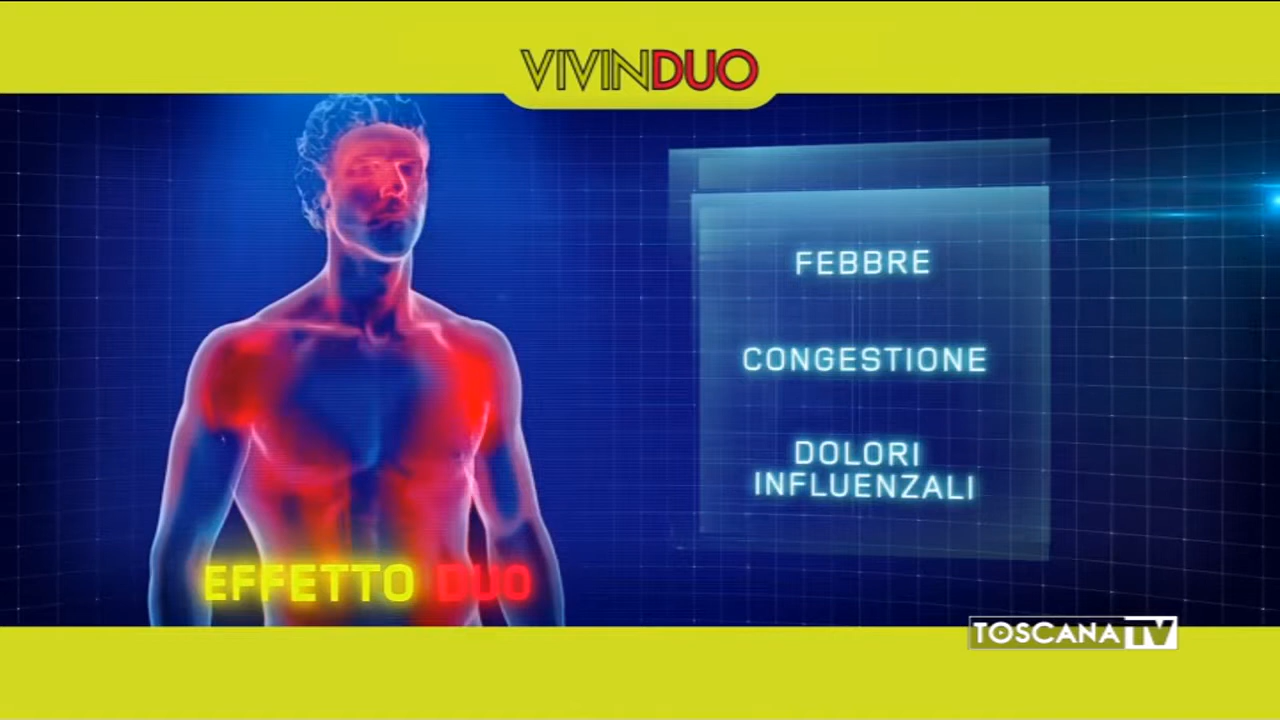 VIVINDUO
FEBBRE
CONGESTIONE
DOLORI
INFLUENZALI
EFFETTO DUO
TOSCANA TV